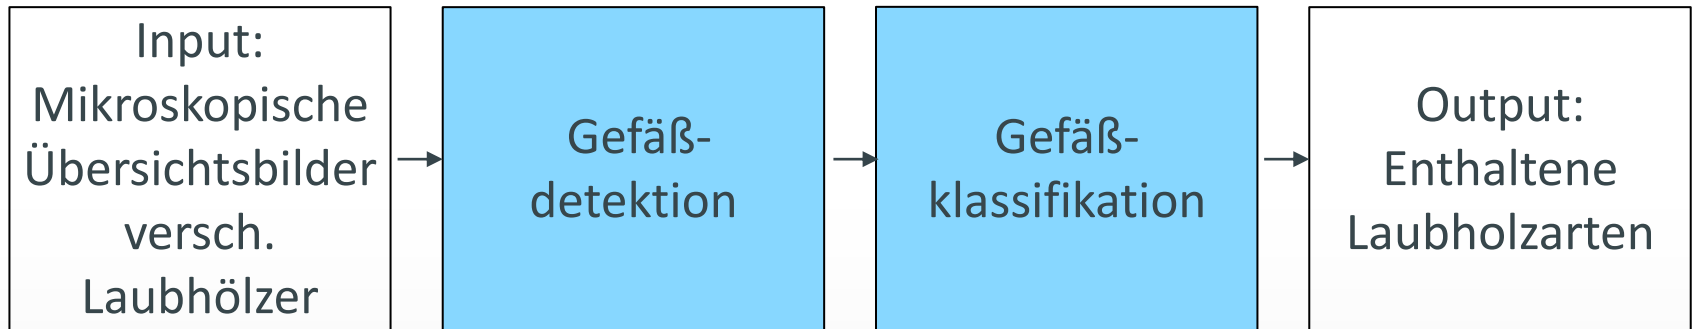 Input:
Mikroskopische
Übersichtsbilder
versch.
Laubhölzer
Gefäß-
detektion
Gefäß-
klassifikation
Output:
Enthaltene
Laubholzarten